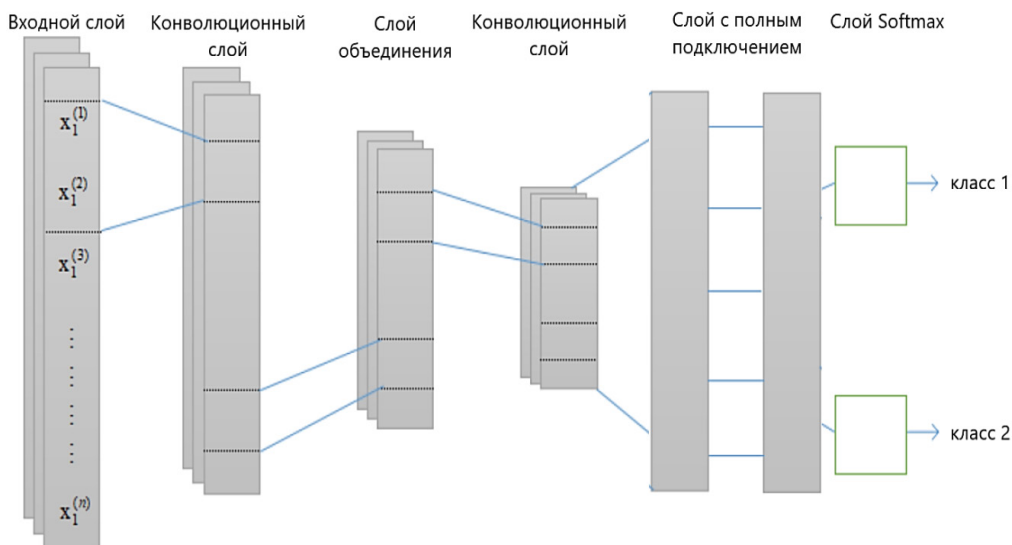 Входной слой
Конволюционный
слой
Слой
объединения
Конволюционный
слой
Слой с полным
подключением
Слой Softmax
x₁⁽¹⁾
x₁⁽²⁾
x₁⁽³⁾
x₁⁽ⁿ⁾
класс 1
класс 2